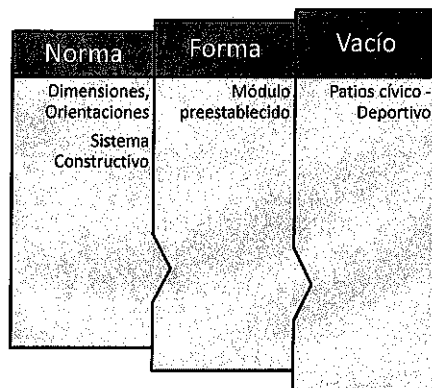 Norma
Dimensiones,
Orientaciones
Sistema
Constructivo
Forma
Módulo
preestablecido
Vacío
Patios cívico -
Deportivo